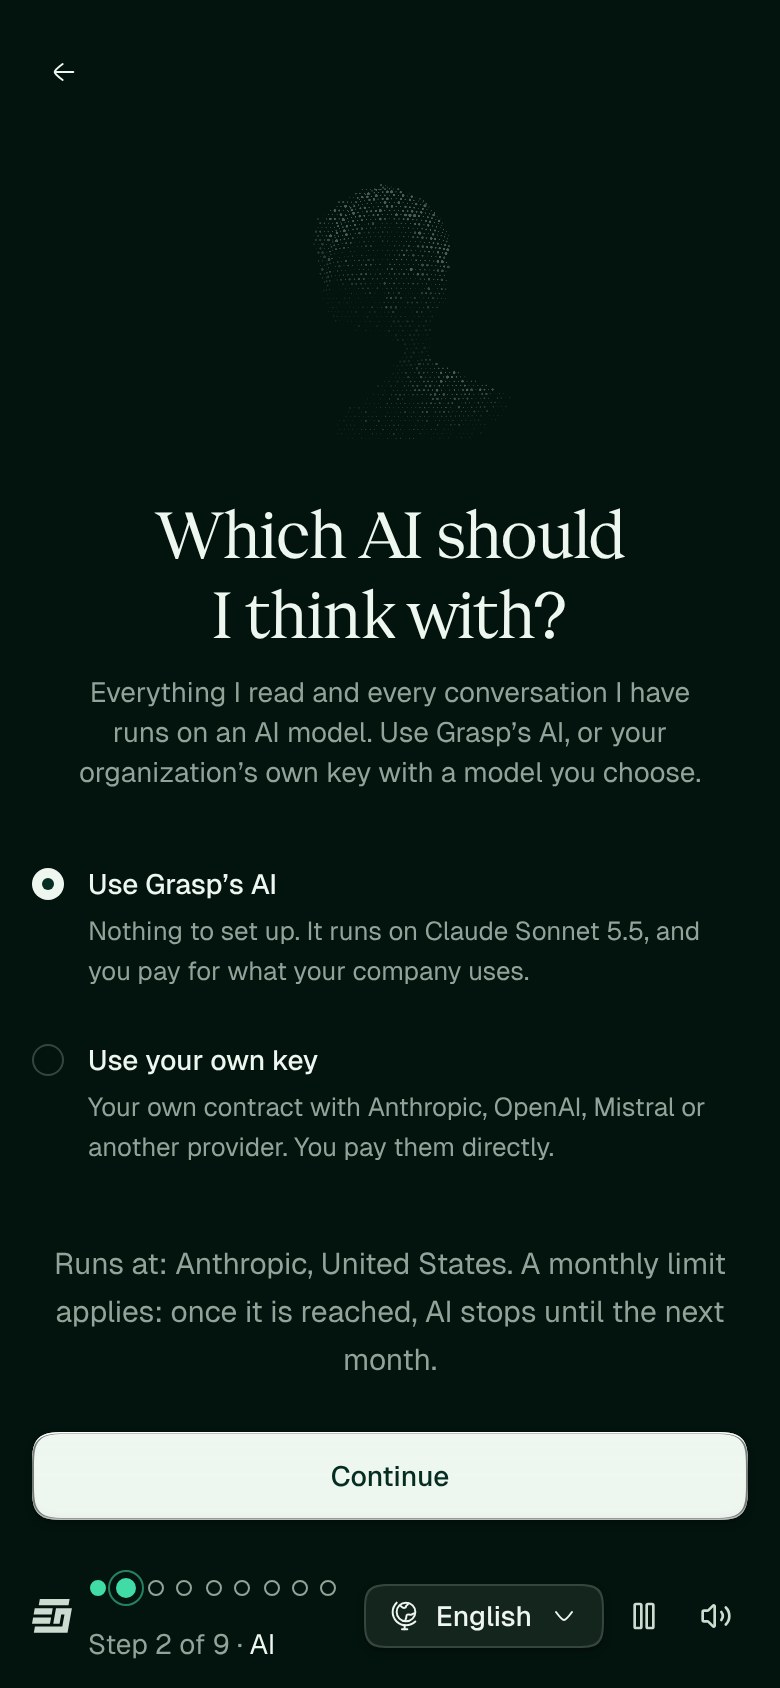 Which AI should
I think with?
Everything I read and every conversation I have
runs on an AI model. Use Grasp’s AI, or your
organization’s own key with a model you choose.
Use Grasp’s AI
Nothing to set up. It runs on Claude Sonnet 5.5, and
you pay for what your company uses.
Use your own key
Your own contract with Anthropic, OpenAI, Mistral or
another provider. You pay them directly.
Runs at: Anthropic, United States. A monthly limit
applies: once it is reached, AI stops until the next
month.
Continue
Step 2 of 9 · AI
English